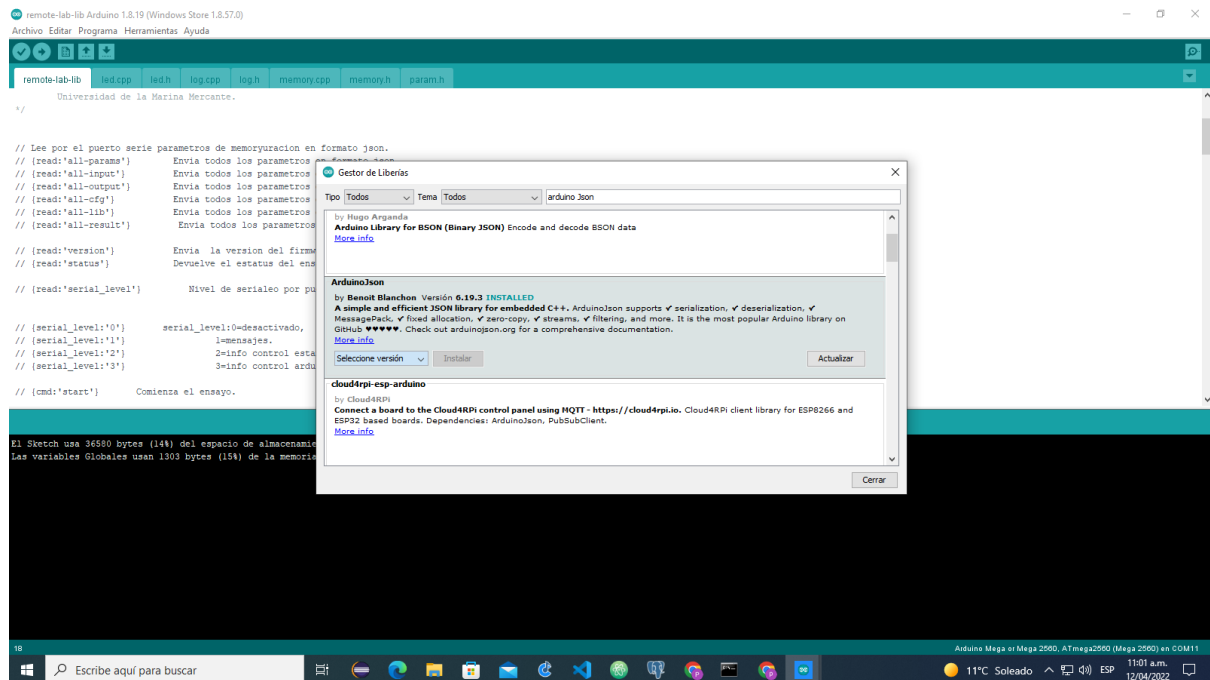 remote-lab-lib Arduino 1.8.19 (Windows Store 1.8.57.0)
Archivo Editar Programa Herramientas Ayuda
remote-lab-lib led.cpp led.h log.cpp log.h memory.cpp memory.h param.h
Universidad de la Marina Mercante.
*/
// Lee por el puerto serie parametros de memoryuracion en formato json.
// {read:'all-params'} Envia todos los parametros en formato json
// {read:'all-input'} Envia todos los parametros
// {read:'all-output'} Envia todos los parametros
// {read:'all-cfg'} Envia todos los parametros
// {read:'all-lib'} Envia todos los parametros
// {read:'all-result'} Envia todos los parametros
// {read:'version'} Envia la version del firmw
// {read:'status'} Devuelve el estatus del ens
// {read:'serial_level'} Nivel de serialeo por pu
// {serial_level:'0'} serial_level:0=desactivado,
// {serial_level:'1'} 1=mensajes.
// {serial_level:'2'} 2=info control esta
// {serial_level:'3'} 3=info control ardu
// {cmd:'start'} Comienza el ensayo.
Gestor de Liberías
Tipo Todos Tema Todos arduino Json
by Hugo Arganda
Arduino Library for BSON (Binary JSON) Encode and decode BSON data
More info
ArduinoJson
by Benoit Blanchon Versión 6.19.3 INSTALLED
A simple and efficient JSON library for embedded C++. ArduinoJson supports ✔ serialization, ✔ deserialization, ✔
MessagePack, ✔ fixed allocation, ✔ zero-copy, ✔ streams, ✔ filtering, and more. It is the most popular Arduino library on
GitHub ♥♥♥♥♥. Check out arduinojson.org for a comprehensive documentation.
More info
Seleccione versión Instalar Actualizar
cloud4rpi-esp-arduino
by Cloud4RPi
Connect a board to the Cloud4RPi control panel using MQTT - https://cloud4rpi.io. Cloud4RPi client library for ESP8266 and
ESP32 based boards. Dependencies: ArduinoJson, PubSubClient.
More info
Cerrar
El Sketch usa 36580 bytes (14%) del espacio de almacenamie
Las variables Globales usan 1303 bytes (15%) de la memoria
18 Arduino Mega or Mega 2560, ATmega2560 (Mega 2560) en COM11
Escribe aquí para buscar
11°C Soleado ESP 11:01 a.m.
12/04/2022